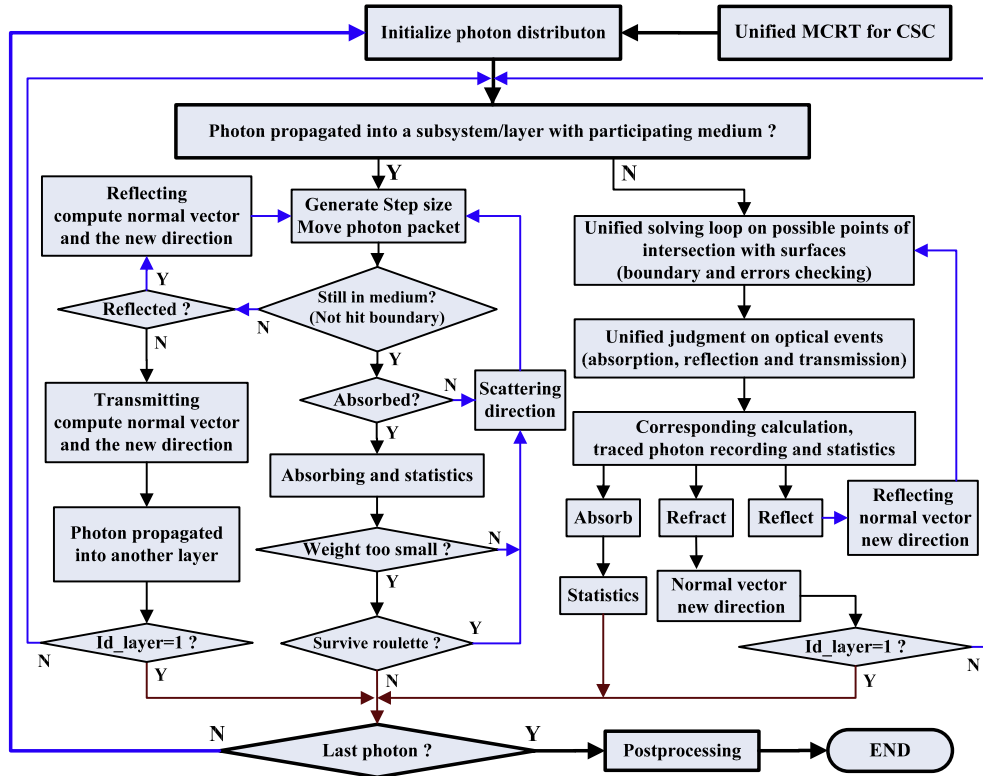 Initialize photon distributon
Unified MCRT for CSC
Photon propagated into a subsystem/layer with participating medium ?
Y
N
Reflecting
compute normal vector
and the new direction
Generate Step size
Move photon packet
Unified solving loop on possible points of
intersection with surfaces
(boundary and errors checking)
Y
Reflected ?
N
Still in medium?
(Not hit boundary)
N
Y
Unified judgment on optical events
(absorption, reflection and transmission)
Transmitting
compute normal vector
and the new direction
Absorbed?
N
Y
Scattering
direction
Corresponding calculation,
traced photon recording and statistics
Absorbing and statistics
Absorb
Refract
Reflect
Reflecting
normal vector
new direction
Photon propagated
into another layer
Weight too small ?
N
Y
Statistics
Normal vector
new direction
Id_layer=1 ?
N
Y
Survive roulette ?
Y
N
Id_layer=1 ?
N
Y
Last photon ?
N
Y
Postprocessing
END